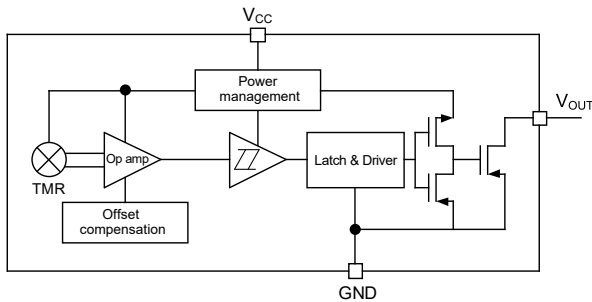 VCC
Power
management
VOUT
Op amp
Latch & Driver
TMR
Offset
compensation
GND